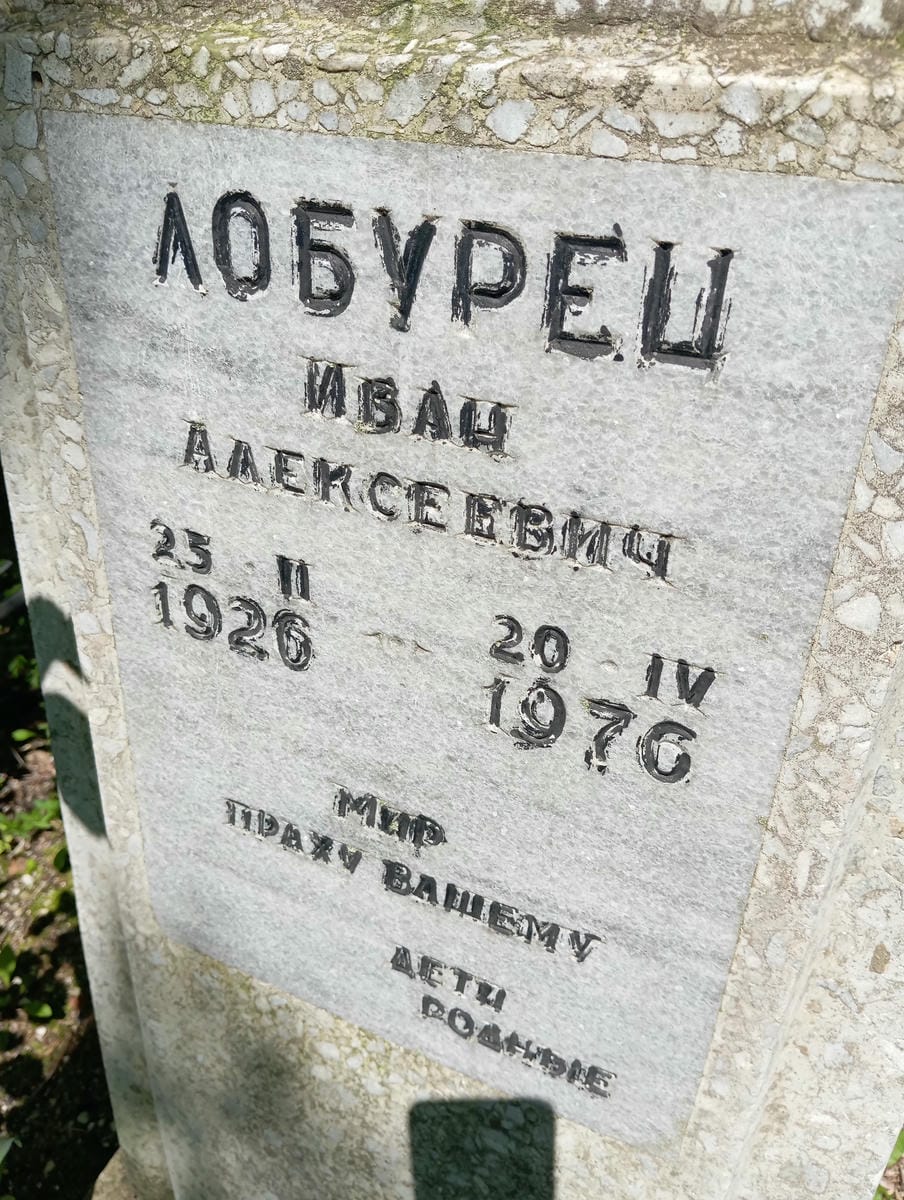 ЛОБУРЕЦ
ИВАН
АЛЕКСЕЕВИЧ
25 II
1926 — 20 IV
1976
МИР
ПРАХУ ВАШЕМУ
ДЕТИ
РОДНЫЕ